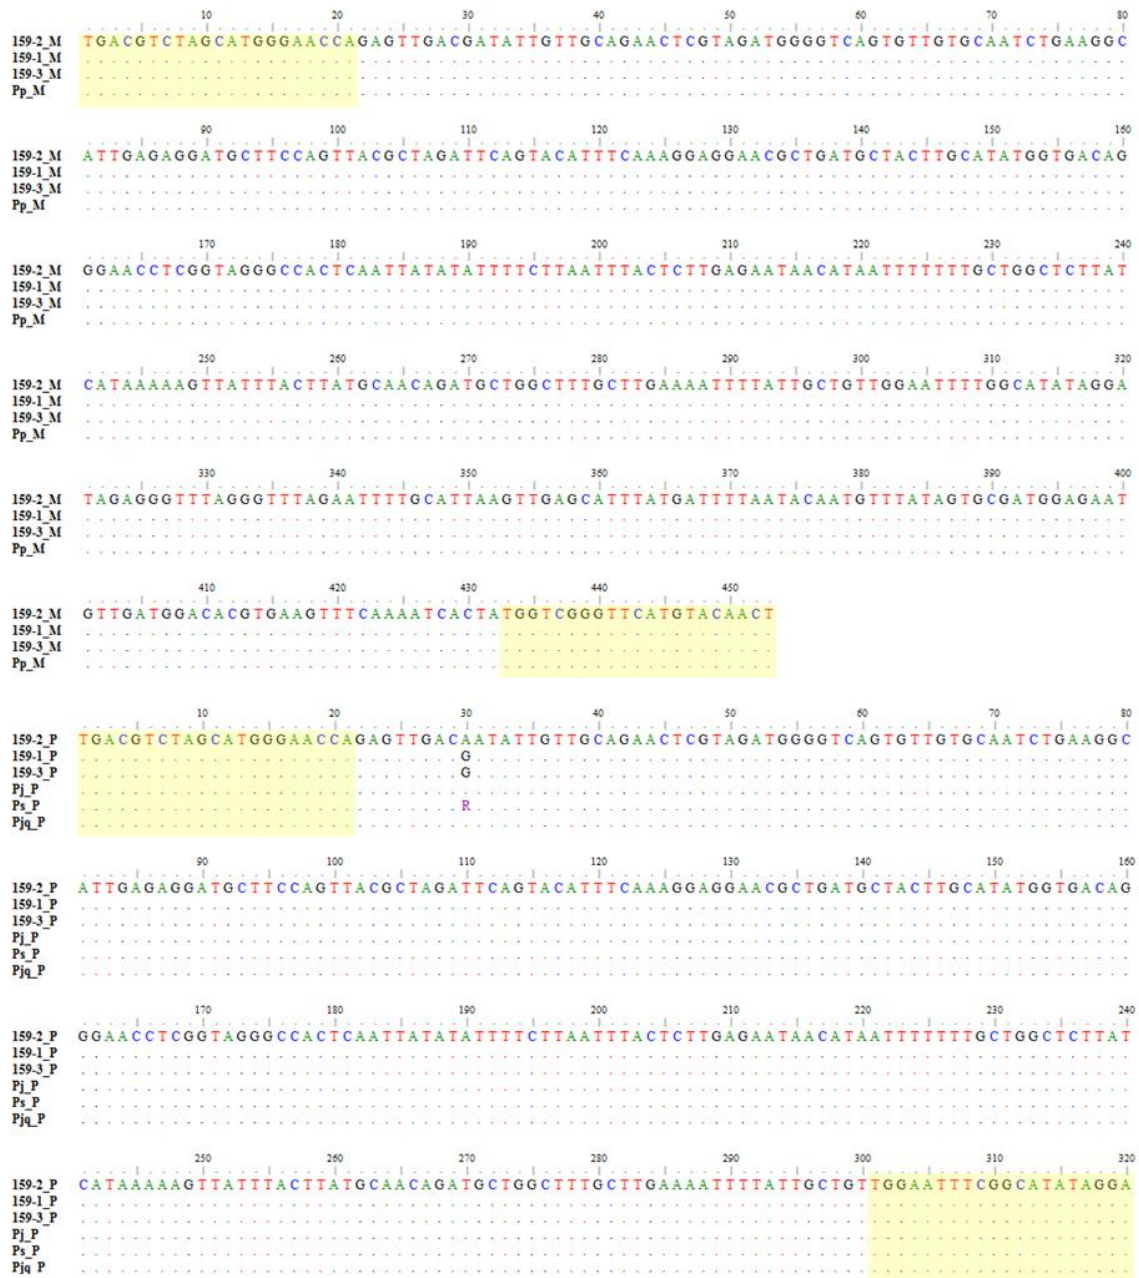 10 20 30 40 50 60 70 80
159-2_M TGACGTCTAGCATGGGAACCAGAGTTGACGATATTGTTGCAGAACTCGTAGATGGGGTCAGTGTTGTGCAATCTGAAGGC
159-1_M
159-3_M
Pp_M
90 100 110 120 130 140 150 160
159-2_M ATTGAGAGGATGCTTCCAGTTACGCTAGATTCAGTACATTTCAAAGGAGGAACGCTGATGCTACTTGCATATGGTGACAG
159-1_M
159-3_M
Pp_M
170 180 190 200 210 220 230 240
159-2_M GGAACCTCGGTAGGGCCACTCAATTATATATTTTCTTAATTTACTCTTGAGAATAACATAATTTTTTTGCTGGCTCTTAT
159-1_M
159-3_M
Pp_M
250 260 270 280 290 300 310 320
159-2_M CATAAAAAGTTATTTACTTATGCAACAGATGCTGGCTTTGCTTGAAAATTTTATTGCTGTTGGAATTTTGGCATATAGGA
159-1_M
159-3_M
Pp_M
330 340 350 360 370 380 390 400
159-2_M TAGAGGGTTTAGGGTTTAGAATTTTGCATTAAGTTGAGCATTTATGATTTTAATACAATGTTTATAGTGCGATGGAGAAT
159-1_M
159-3_M
Pp_M
410 420 430 440 450
159-2_M GTTGATGGACACGTGAAGTTTCAAAATCACTATGGTCGGGTTCATGTACAACT
159-1_M
159-3_M
Pp_M
10 20 30 40 50 60 70 80
159-2_P TGACGTCTAGCATGGGAACCAGAGTTGACAATATTGTTGCAGAACTCGTAGATGGGGTCAGTGTTGTGCAATCTGAAGGC
159-1_P G
159-3_P G
Pj_P
Ps_P R
Pjq_P
90 100 110 120 130 140 150 160
159-2_P ATTGAGAGGATGCTTCCAGTTACGCTAGATTCAGTACATTTCAAAGGAGGAACGCTGATGCTACTTGCATATGGTGACAG
159-1_P
159-3_P
Pj_P
Ps_P
Pjq_P
170 180 190 200 210 220 230 240
159-2_P GGAACCTCGGTAGGGCCACTCAATTATATATTTTCTTAATTTACTCTTGAGAATAACATAATTTTTTTGCTGGCTCTTAT
159-1_P
159-3_P
Pj_P
Ps_P
Pjq_P
250 260 270 280 290 300 310 320
159-2_P CATAAAAAGTTATTTACTTATGCAACAGATGCTGGCTTTGCTTGAAAATTTTATTGCTGTTGGAATTTCGGCATATAGGA
159-1_P
159-3_P
Pj_P
Ps_P
Pjq_P